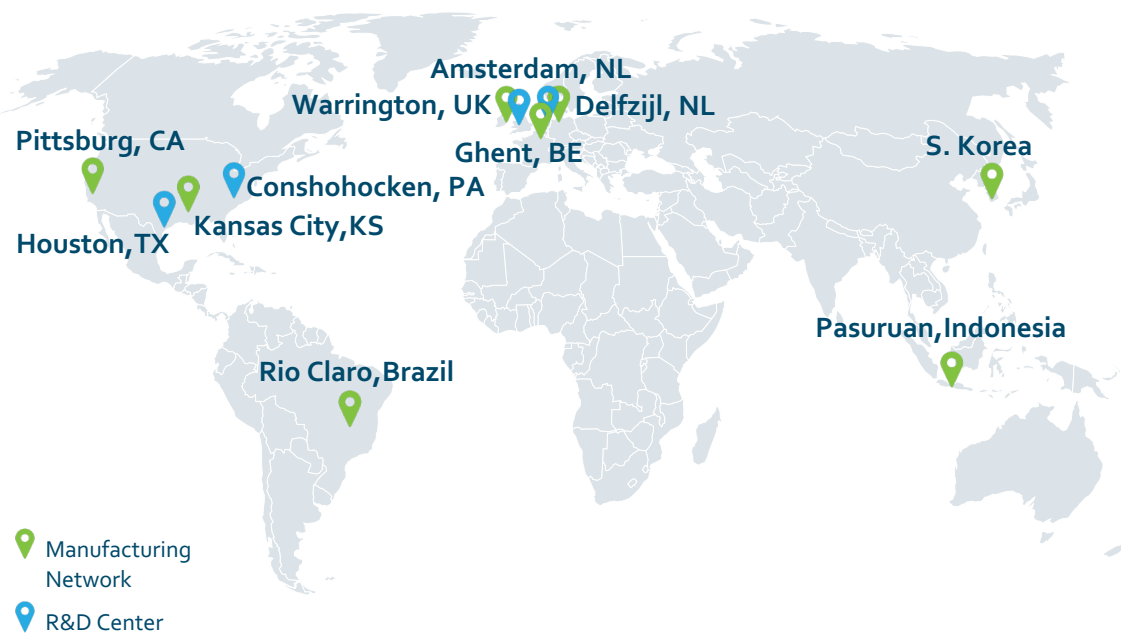 Amsterdam, NL
Warrington, UK
Delfzijl, NL
Pittsburg, CA
Ghent, BE
S. Korea
Conshohocken, PA
Kansas City,KS
Houston,TX
Pasuruan,Indonesia
Rio Claro,Brazil
Manufacturing
Network
R&D Center